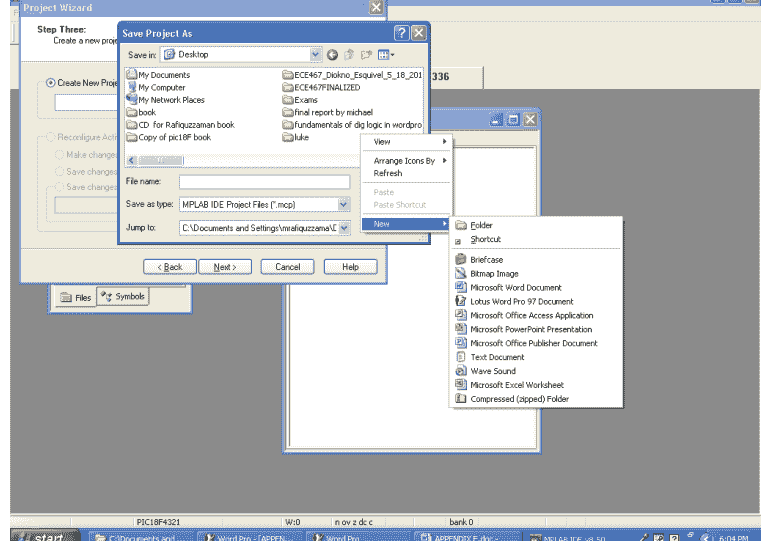 Project Wizard
Step Three:
Create a new proje
Create New Proje
Reconfigure Acti
Make changes
Save changes
Save changes
< Back
Next >
Cancel
Help
Save Project As
Save in:
Desktop
My Documents
My Computer
My Network Places
book
CD for Rafiquzzaman book
Copy of pic18F book
ECE467_Diokno_Esquivel_5_18_201
ECE467FINALIZED
Exams
final report by michael
fundamentals of dig logic in wordpro
luke
File name:
Save as type:
MPLAB IDE Project Files (*.mcp)
Jump to:
C:\Documents and Settings\mrafiquzzama\D
336
View
Arrange Icons By
Refresh
Paste
Paste Shortcut
New
Folder
Shortcut
Briefcase
Bitmap Image
Microsoft Word Document
Lotus Word Pro 97 Document
Microsoft Office Access Application
Microsoft PowerPoint Presentation
Microsoft Office Publisher Document
Text Document
Wave Sound
Microsoft Excel Worksheet
Compressed (zipped) Folder
Files
Symbols
PIC18F4321
W:0
n ov z dc c
bank 0
start
C:\Documents and ...
Word Pro - [APPEN...
Word Pro
APPENDIX F.doc - ...
MPLAB IDE v8.50
6:04 PM